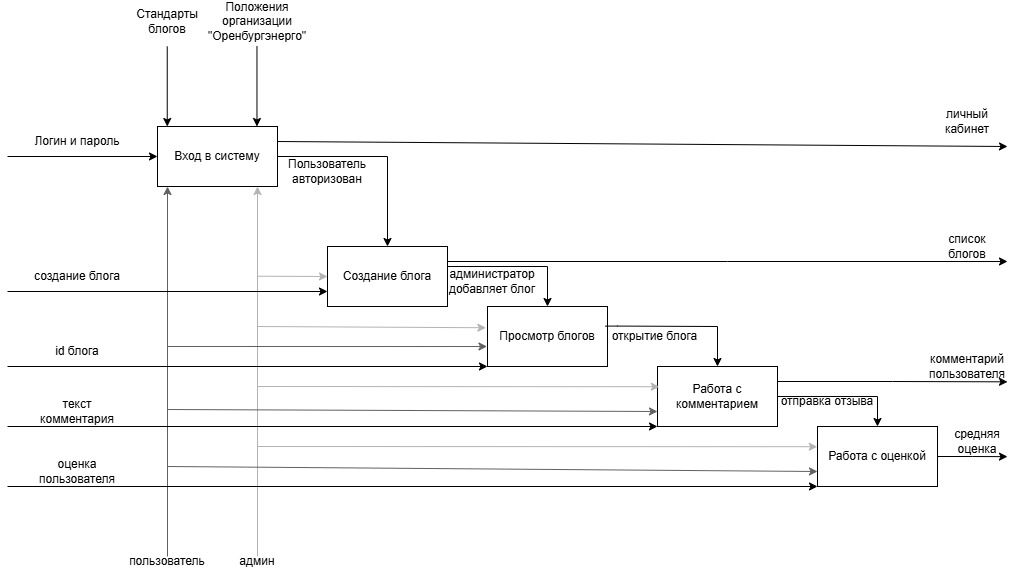 Стандарты
блогов
Положения
организации
"Оренбургэнерго"
Логин и пароль
Вход в систему
личный
кабинет
Пользователь
авторизован
создание блога
Создание блога
список
блогов
администратор
добавляет блог
id блога
Просмотр блогов
открытие блога
комментарий
пользователя
текст
комментария
Работа с
комментарием
отправка отзыва
оценка
пользователя
Работа с оценкой
средняя
оценка
пользователь
админ